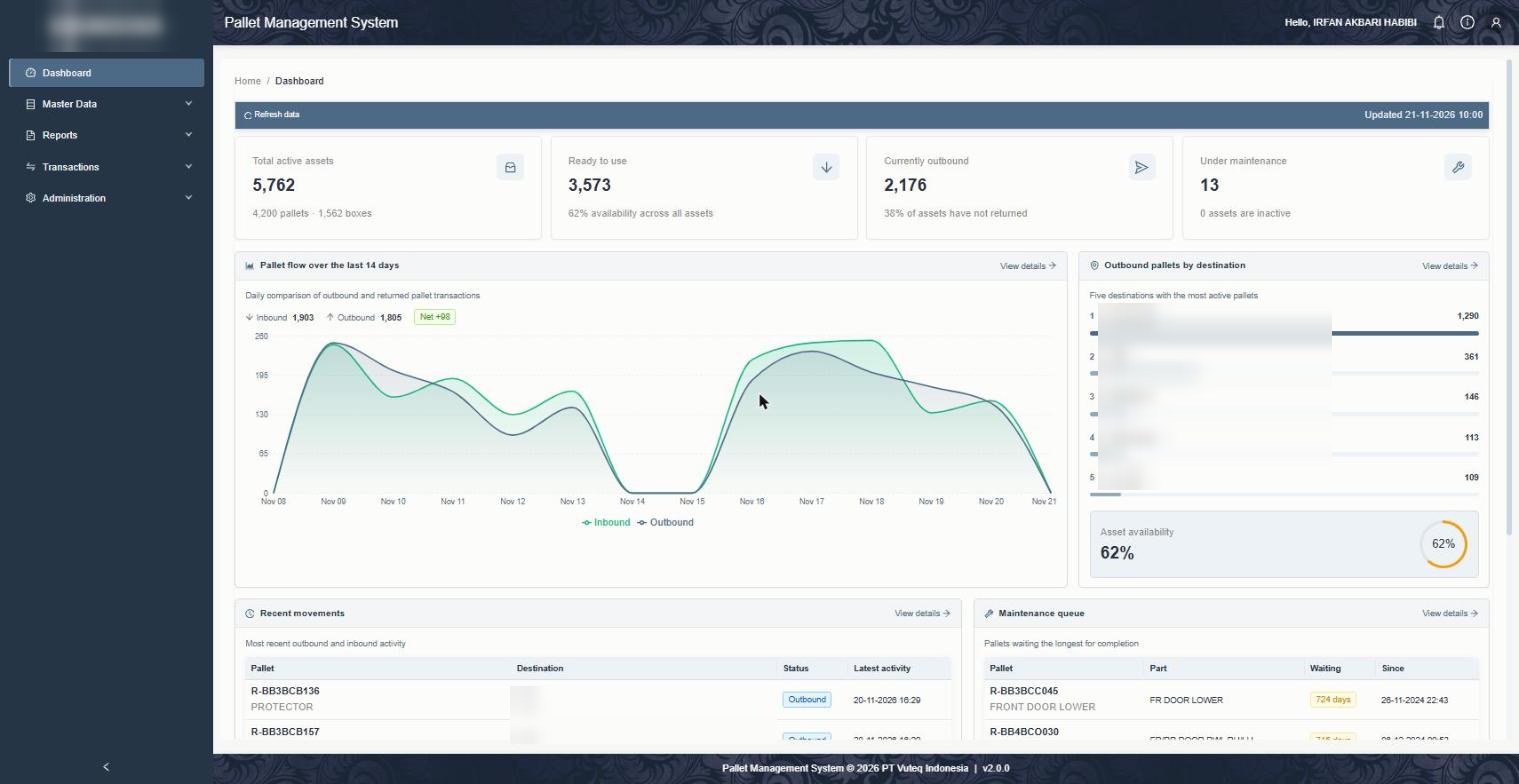 Pallet Management System
Hello, IRFAN AKBARI HABIBI
Dashboard
Master Data
Reports
Transactions
Administration
Home / Dashboard
Refresh data
Updated 21-11-2026 10:00
Total active assets
5,762
4,200 pallets · 1,562 boxes
Ready to use
3,573
62% availability across all assets
Currently outbound
2,176
38% of assets have not returned
Under maintenance
13
0 assets are inactive
Pallet flow over the last 14 days
View details
Daily comparison of outbound and returned pallet transactions
Inbound 1,903 Outbound 1,805 Net +98
260
195
130
65
0
Nov 08 Nov 09 Nov 10 Nov 11 Nov 12 Nov 13 Nov 14 Nov 15 Nov 16 Nov 17 Nov 18 Nov 19 Nov 20 Nov 21
Inbound Outbound
Outbound pallets by destination
View details
Five destinations with the most active pallets
1 1,290
2 361
3 146
4 113
5 109
Asset availability
62%
62%
Recent movements
View details
Most recent outbound and inbound activity
Pallet Destination Status Latest activity
R-BB3BCB136
PROTECTOR
Outbound 20-11-2026 16:29
R-BB3BCB157
Outbound
Maintenance queue
View details
Pallets waiting the longest for completion
Pallet Part Waiting Since
R-BB3BCC045
FRONT DOOR LOWER
FR DOOR LOWER 724 days 26-11-2024 22:43
R-BB4BCO030
Pallet Management System © 2026 PT Vuteq Indonesia | v2.0.0